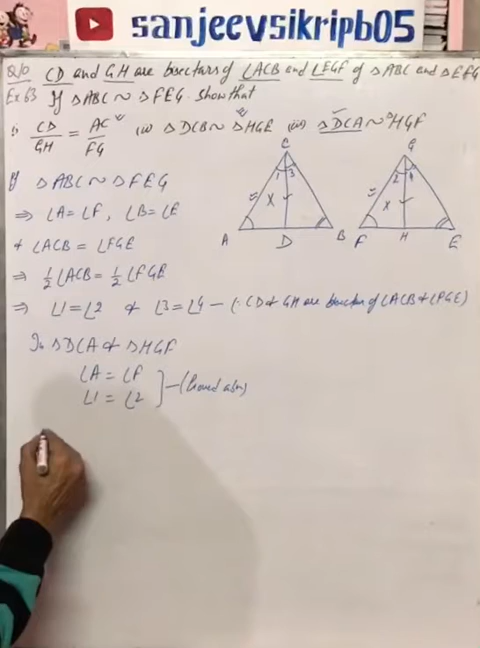 sanjeevsikripb05
Q10 CD and GH are bisectors of ∠ACB and ∠EGF of △ABC and △EFG
Ex 6.3 If △ABC ~ △FEG. Show that
i) CD/GH = AC/FG (ii) △DCB ~ △HGE (iii) △DCA ~ △HGF
C G
1 3 2 4
X X
A D B F H E
If △ABC ~ △FEG
⇒ ∠A = ∠F, ∠B = ∠E
+ ∠ACB = ∠FGE
⇒ ½∠ACB = ½∠FGE
⇒ ∠1 = ∠2 & ∠3 = ∠4 — (∵ CD & GH are bisector of ∠ACB & ∠FGE)
In △DCA & △HGF
∠A = ∠F
∠1 = ∠2 — (Proved abv)